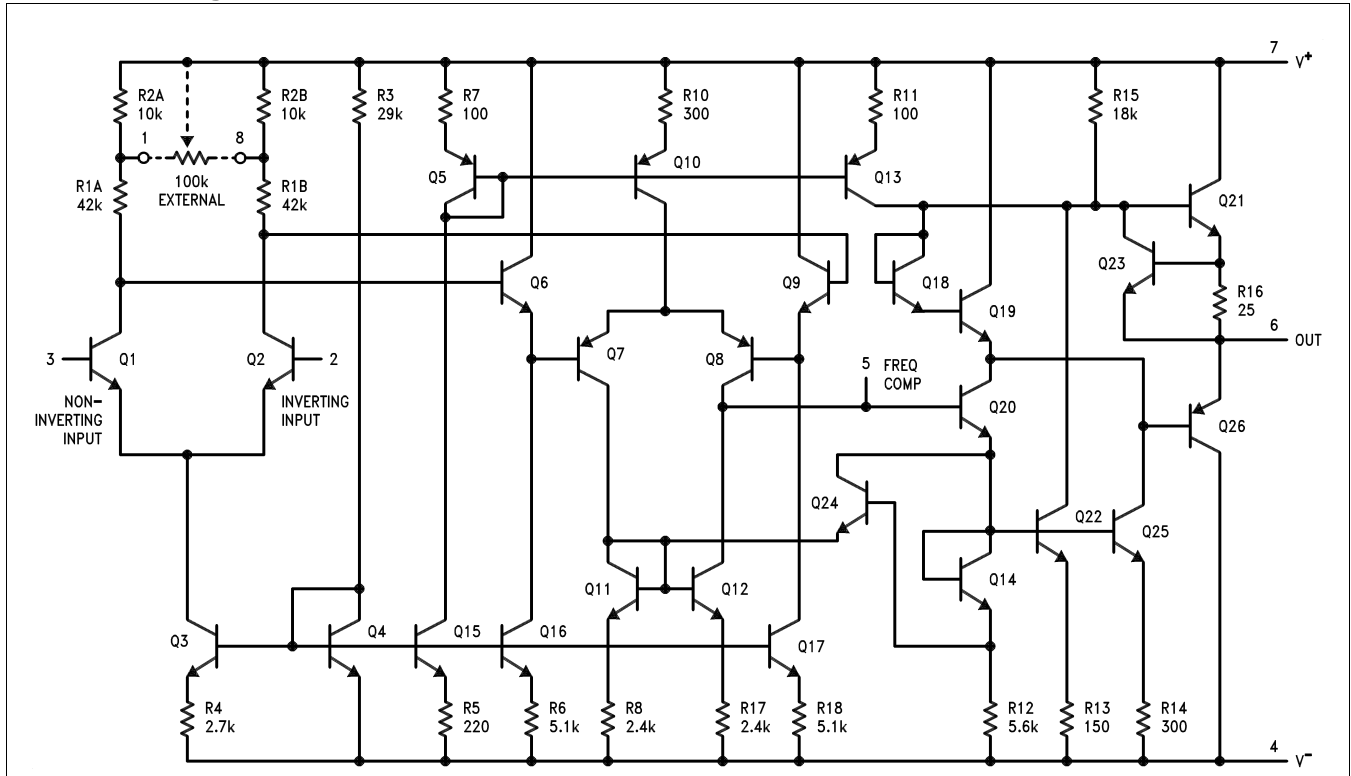 7 V+
R2A
10k
R2B
10k
R3
29k
R7
100
R10
300
R11
100
R15
18k
1
8
100k
EXTERNAL
R1A
42k
R1B
42k
Q5
Q10
Q13
Q21
Q6
Q9
Q18
Q23
Q19
R16
25
6 OUT
3
Q1
Q2
2
Q7
Q8
5 FREQ
COMP
NON-
INVERTING
INPUT
INVERTING
INPUT
Q20
Q26
Q24
Q22
Q25
Q11
Q12
Q14
Q3
Q4
Q15
Q16
Q17
R4
2.7k
R5
220
R6
5.1k
R8
2.4k
R17
2.4k
R18
5.1k
R12
5.6k
R13
150
R14
300
4 V-